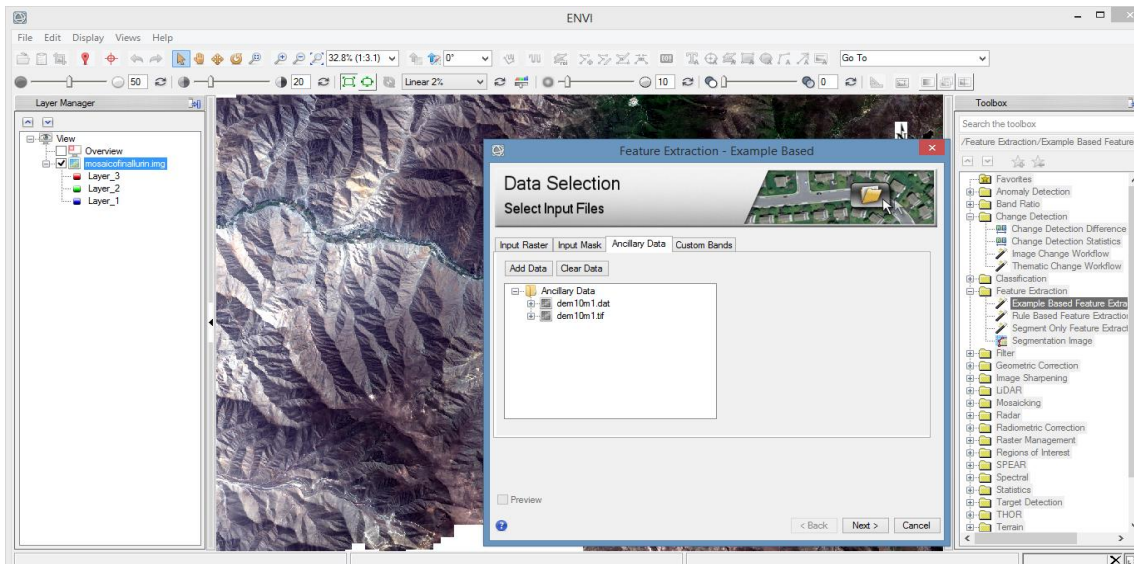 ENVI
File Edit Display Views Help
32.8% (1:3.1) 0° Go To
50 20 Linear 2% 10 0
Layer Manager
View
Overview
mosaicofinallurin.img
Layer_3
Layer_2
Layer_1
N
Feature Extraction - Example Based
Data Selection
Select Input Files
Input Raster Input Mask Ancillary Data Custom Bands
Add Data Clear Data
Ancillary Data
dem10m1.dat
dem10m1.tif
Preview
< Back Next > Cancel
Toolbox
Search the toolbox
/Feature Extraction/Example Based Feature
Favorites
Anomaly Detection
Band Ratio
Change Detection
Change Detection Difference
Change Detection Statistics
Image Change Workflow
Thematic Change Workflow
Classification
Feature Extraction
Example Based Feature Extra
Rule Based Feature Extraction
Segment Only Feature Extract
Segmentation Image
Filter
Geometric Correction
Image Sharpening
LiDAR
Mosaicking
Radar
Radiometric Correction
Raster Management
Regions of Interest
SPEAR
Spectral
Statistics
Target Detection
THOR
Terrain